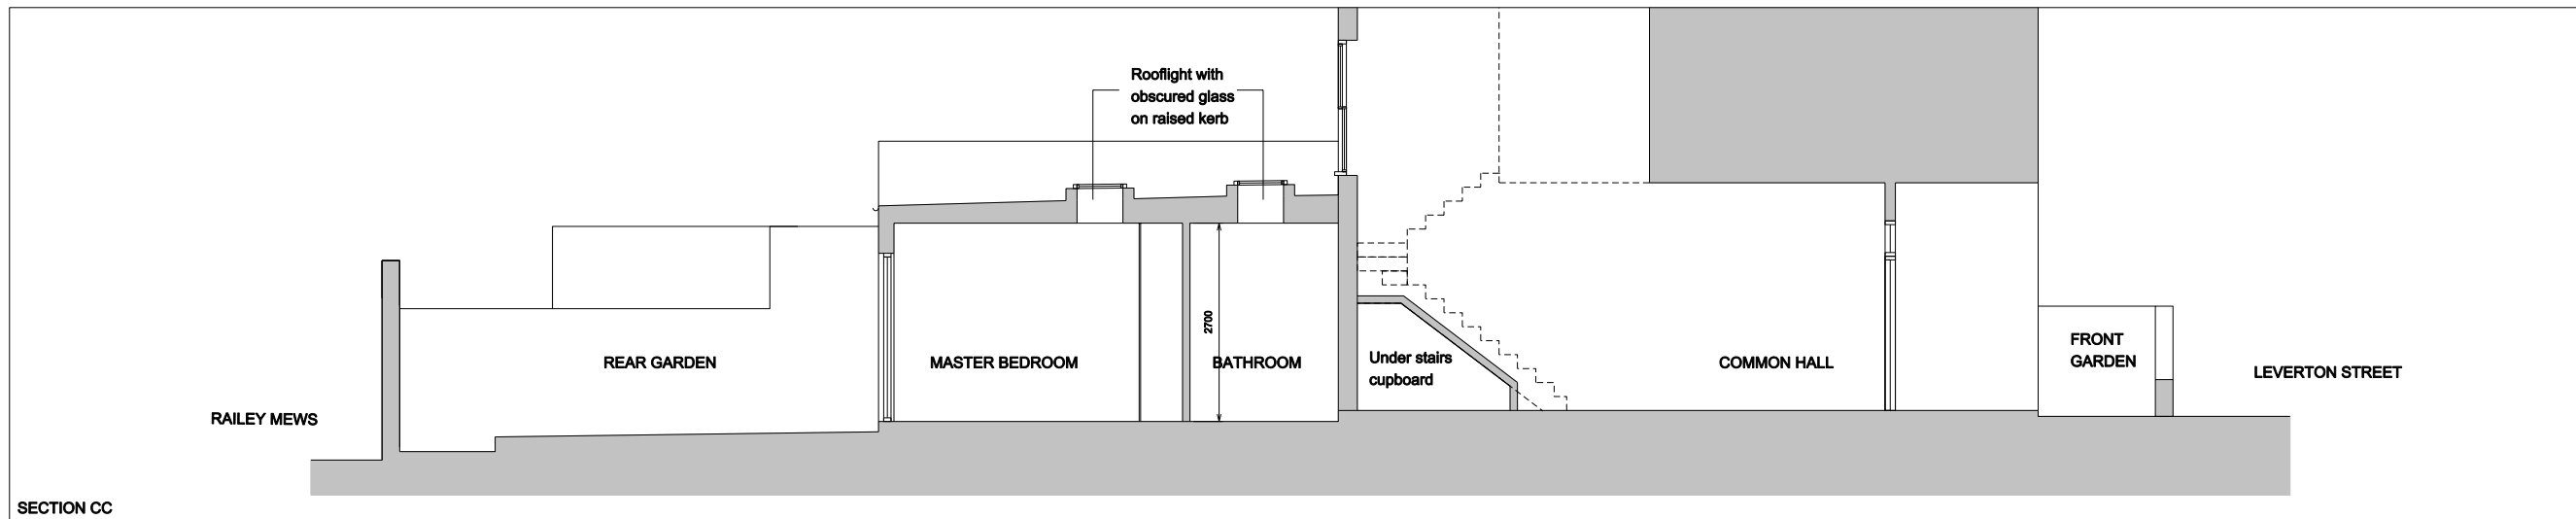 Rooflight with
obscured glass
on raised kerb
2700
REAR GARDEN
MASTER BEDROOM
BATHROOM
Under stairs
cupboard
COMMON HALL
FRONT
GARDEN
LEVERTON STREET
RAILEY MEWS
SECTION CC